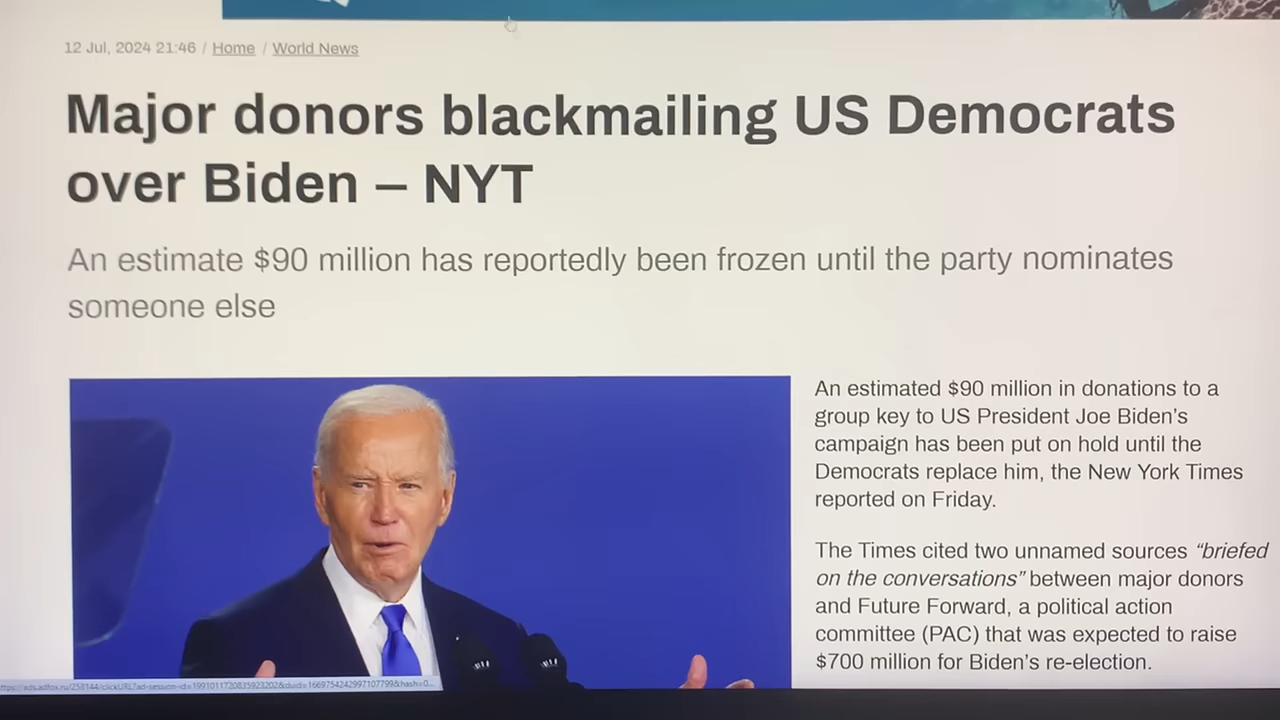 12 Jul, 2024 21:46 / Home / World News
Major donors blackmailing US Democrats
over Biden – NYT
An estimate $90 million has reportedly been frozen until the party nominates
someone else
An estimated $90 million in donations to a
group key to US President Joe Biden's
campaign has been put on hold until the
Democrats replace him, the New York Times
reported on Friday.
The Times cited two unnamed sources “briefed
on the conversations” between major donors
and Future Forward, a political action
committee (PAC) that was expected to raise
$700 million for Biden's re-election.